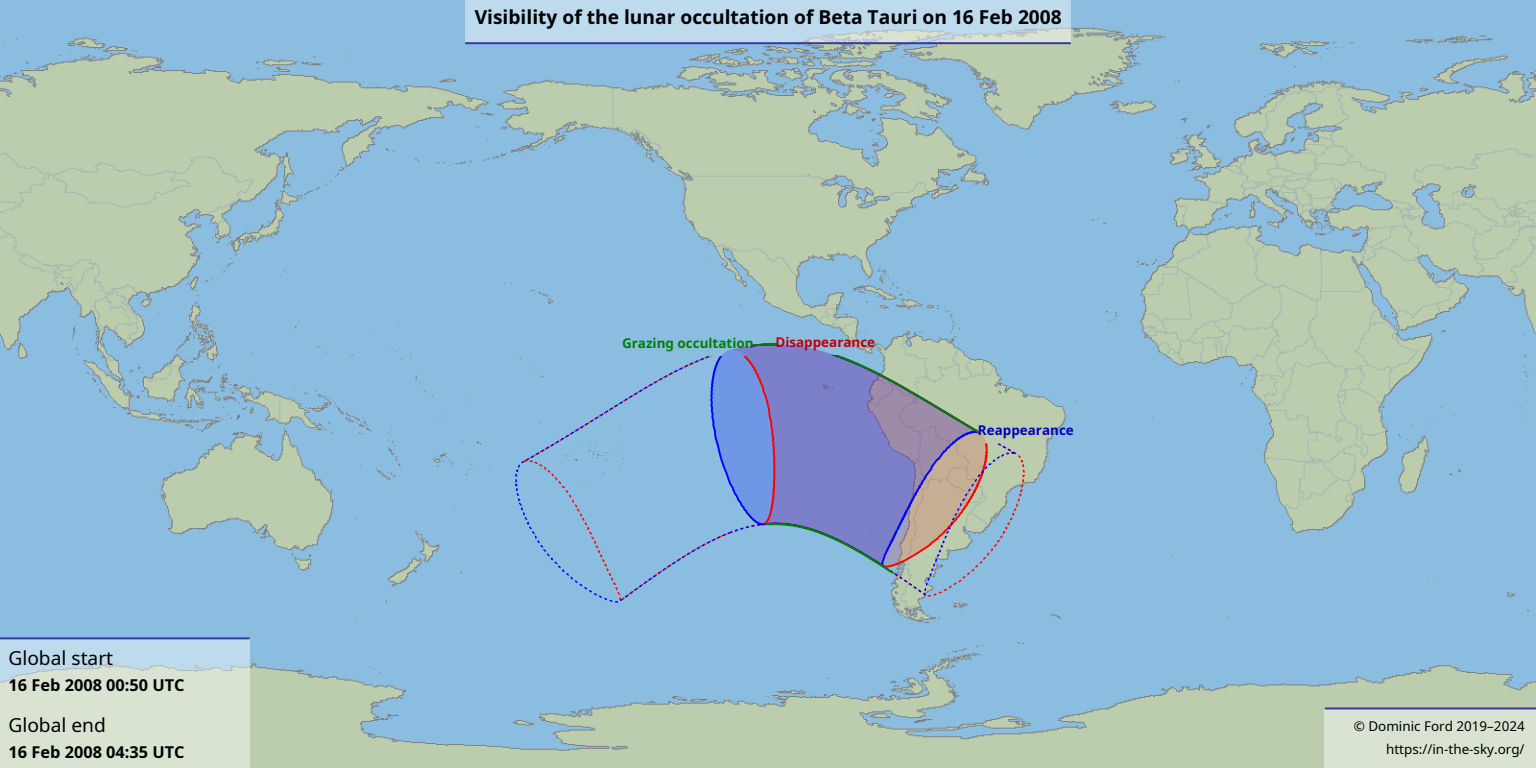 Visibility of the lunar occultation of Beta Tauri on 16 Feb 2008
Grazing occultation
Disappearance
Reappearance
Global start
16 Feb 2008 00:50 UTC
Global end
16 Feb 2008 04:35 UTC
© Dominic Ford 2019–2024
https://in-the-sky.org/